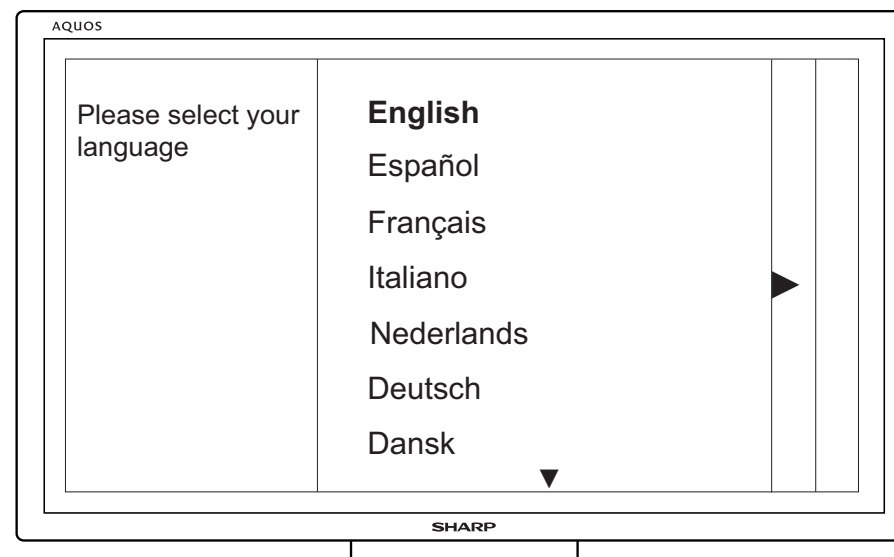 AQUOS
Please select your
language
English
Español
Français
Italiano
Nederlands
Deutsch
Dansk
SHARP